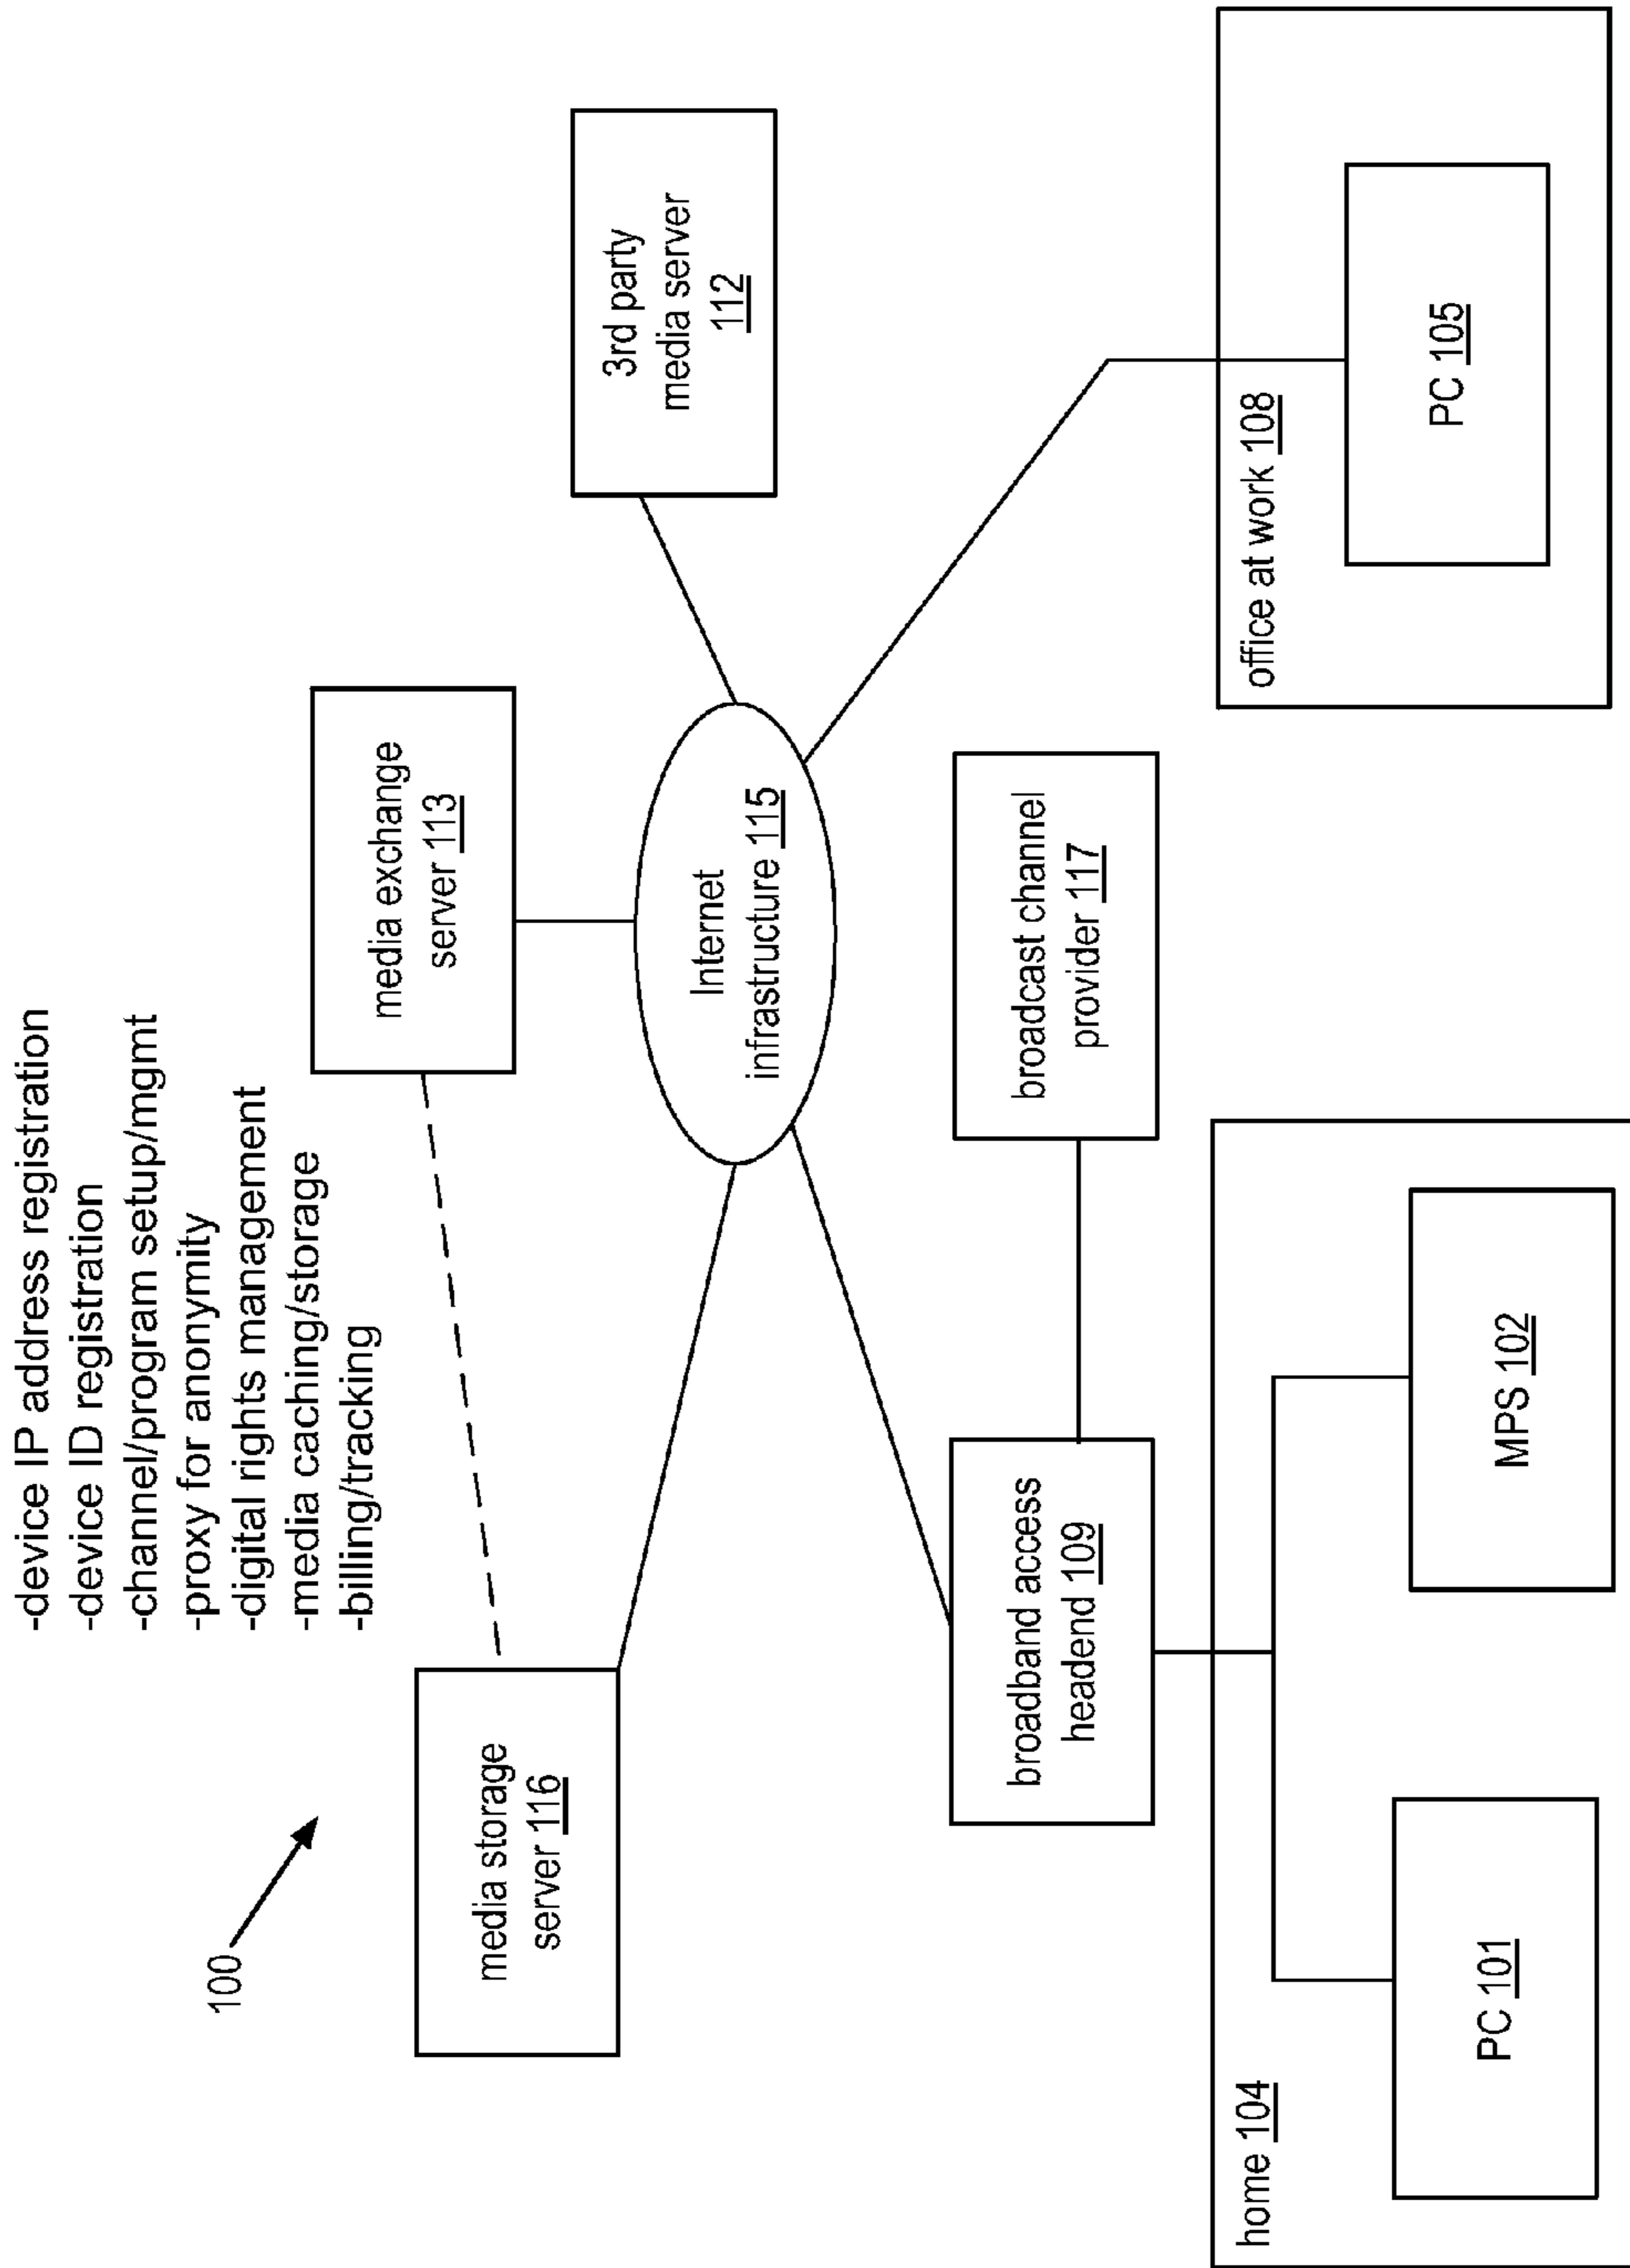 -device IP address registration
-device ID registration
-channel/program setup/mgmt
-proxy for anonymity
-digital rights management
-media caching/storage
-billing/tracking
100
media exchange
server 113
media storage
server 116
3rd party
media server
112
Internet
infrastructure 115
broadband access
headend 109
broadcast channel
provider 117
home 104
PC 101
MPS 102
office at work 108
PC 105